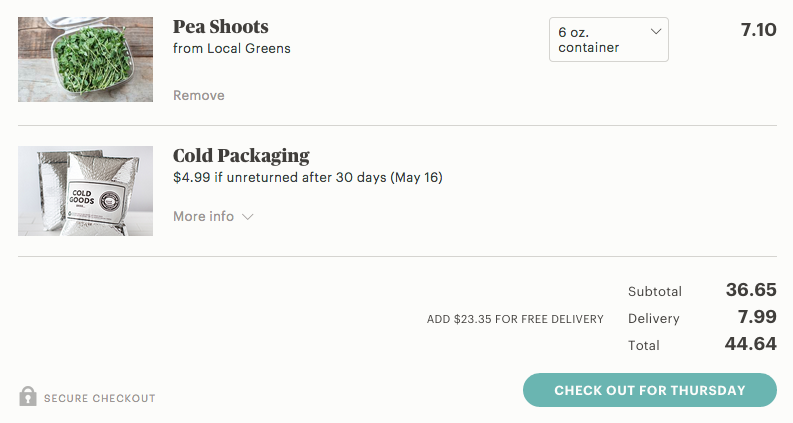 Pea Shoots
from Local Greens
6 oz.
container
7.10
Remove
Cold Packaging
$4.99 if unreturned after 30 days (May 16)
COLD
GOODS
More info
Subtotal 36.65
ADD $23.35 FOR FREE DELIVERY Delivery 7.99
Total 44.64
SECURE CHECKOUT
CHECK OUT FOR THURSDAY